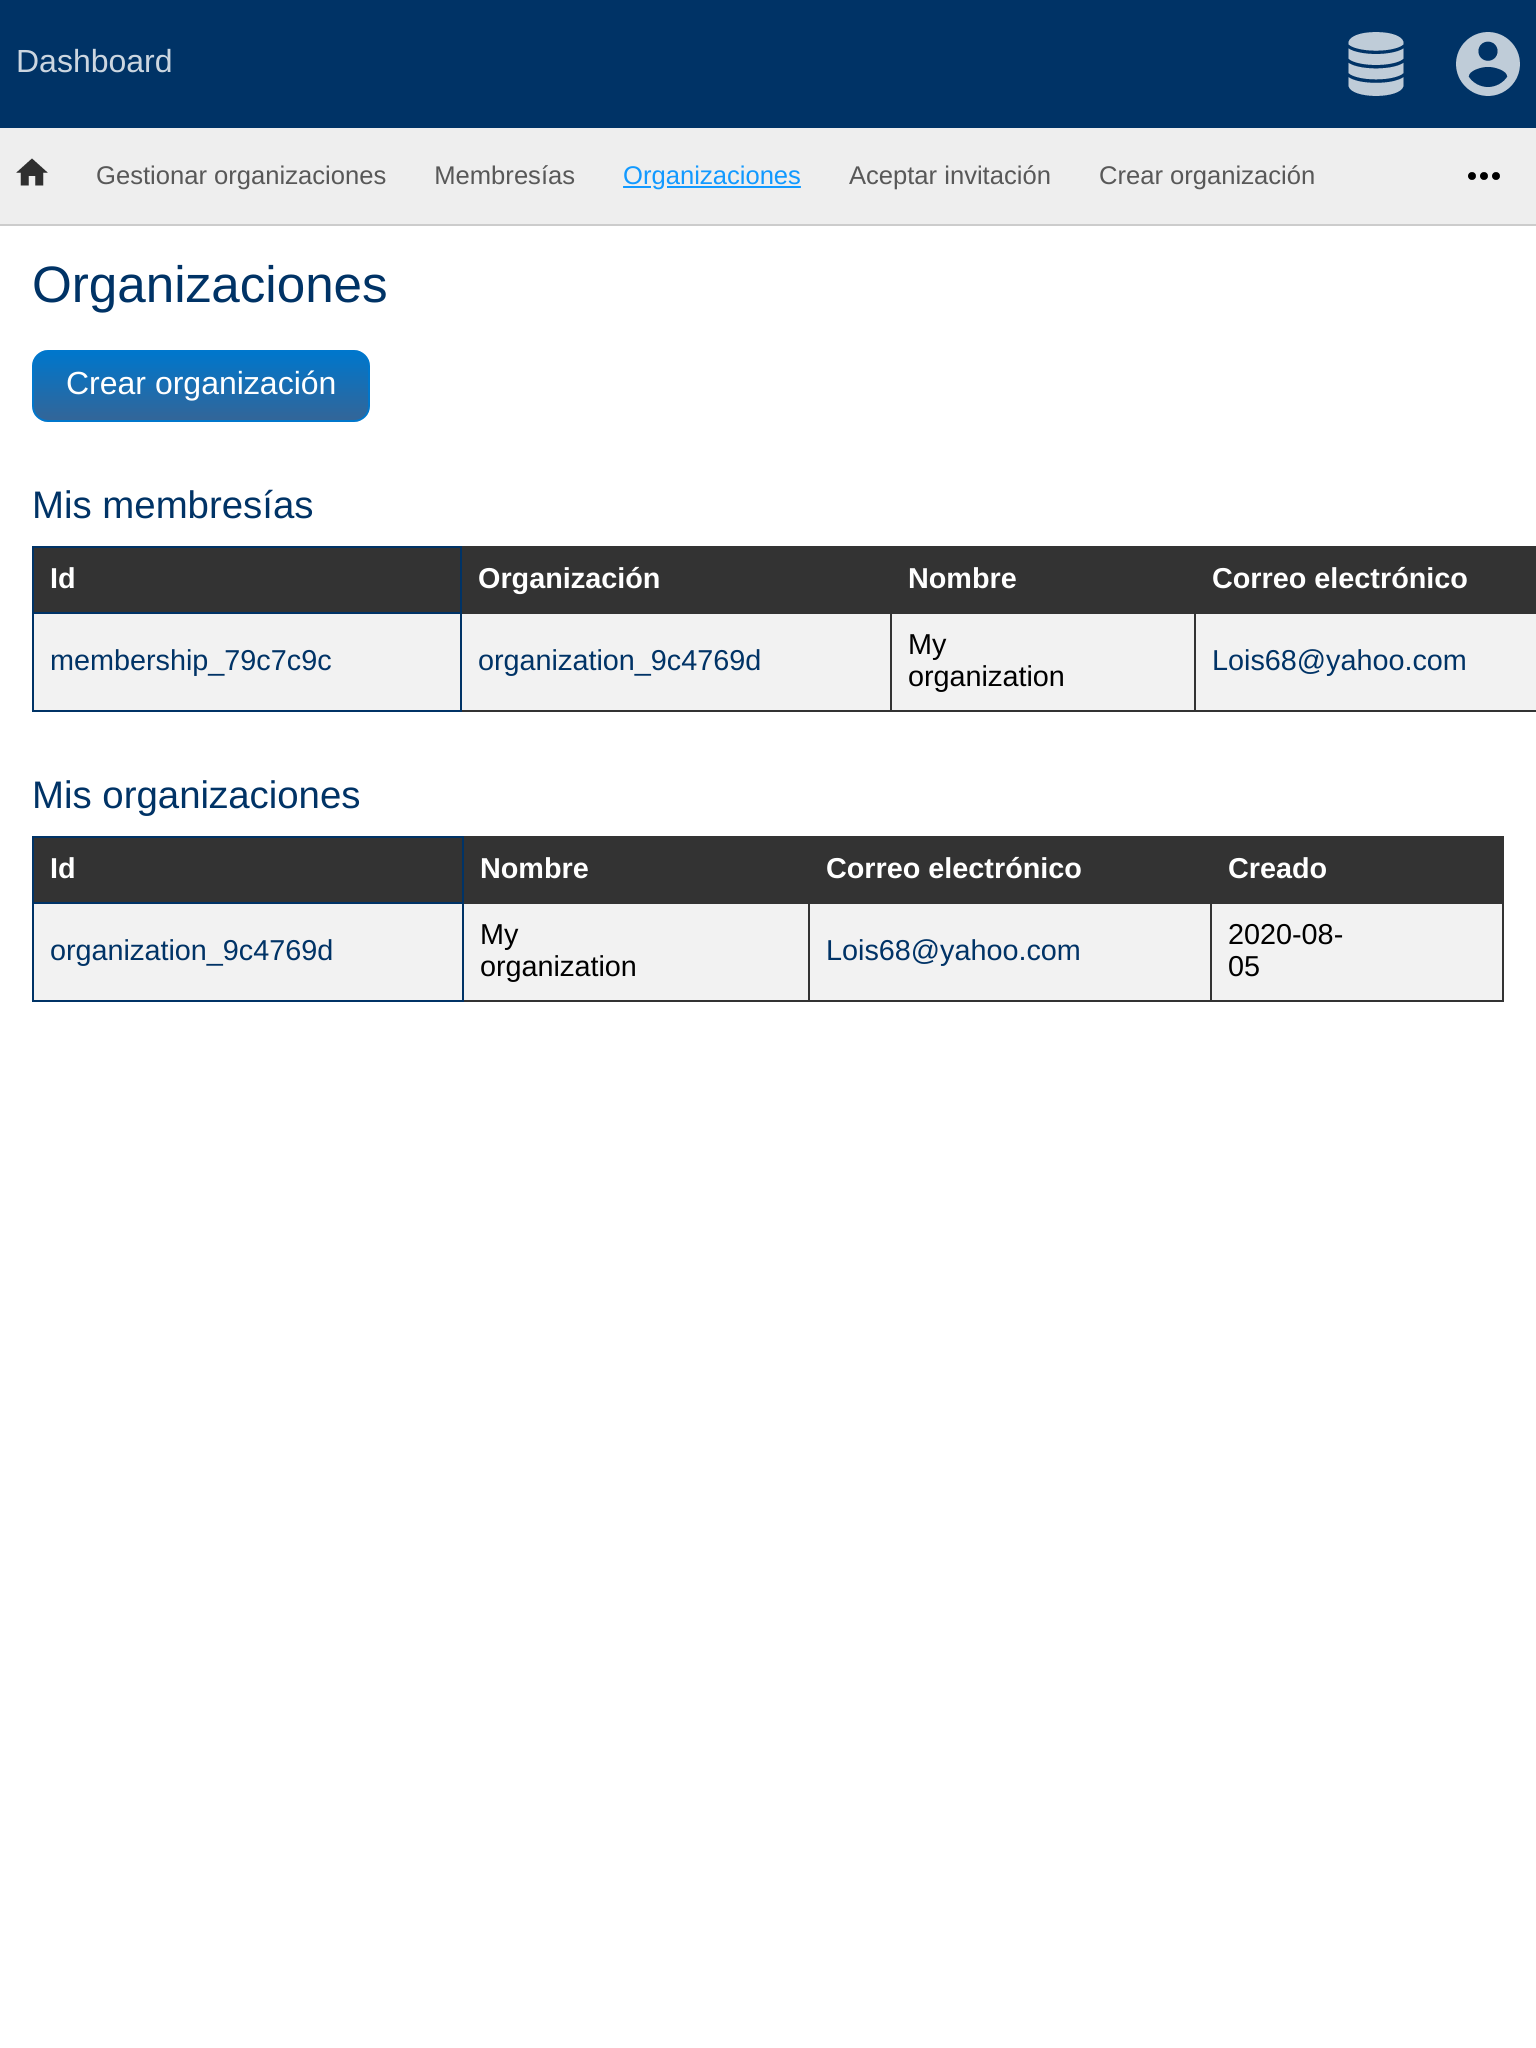 Dashboard
Gestionar organizaciones Membresías Organizaciones Aceptar invitación Crear organización
Organizaciones
Crear organización
Mis membresías
Id Organización Nombre Correo electrónico
membership_79c7c9c organization_9c4769d My organization Lois68@yahoo.com
Mis organizaciones
Id Nombre Correo electrónico Creado
organization_9c4769d My organization Lois68@yahoo.com 2020-08-05